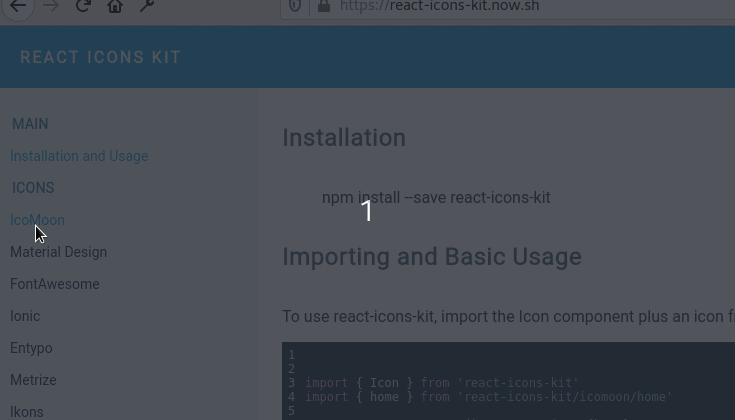 https://react-icons-kit.now.sh
REACT ICONS KIT
MAIN
Installation and Usage
ICONS
IcoMoon
Material Design
FontAwesome
Ionic
Entypo
Metrize
Ikons
Installation
npm install --save react-icons-kit
1
Importing and Basic Usage
To use react-icons-kit, import the Icon component plus an icon f
1
2
3 import { Icon } from 'react-icons-kit'
4 import { home } from 'react-icons-kit/icomoon/home'
5